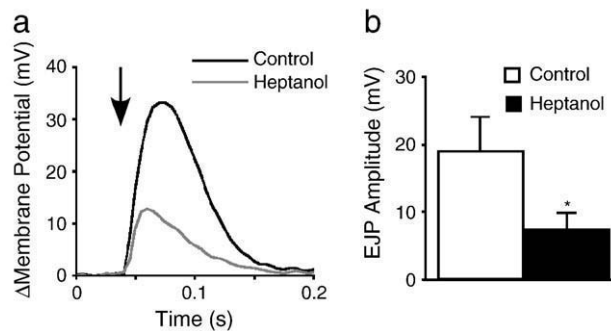 a
Control
Heptanol
ΔMembrane Potential (mV)
40
30
20
10
0
0
0.1
0.2
Time (s)
b
Control
Heptanol
EJP Amplitude (mV)
30
20
10
0
*